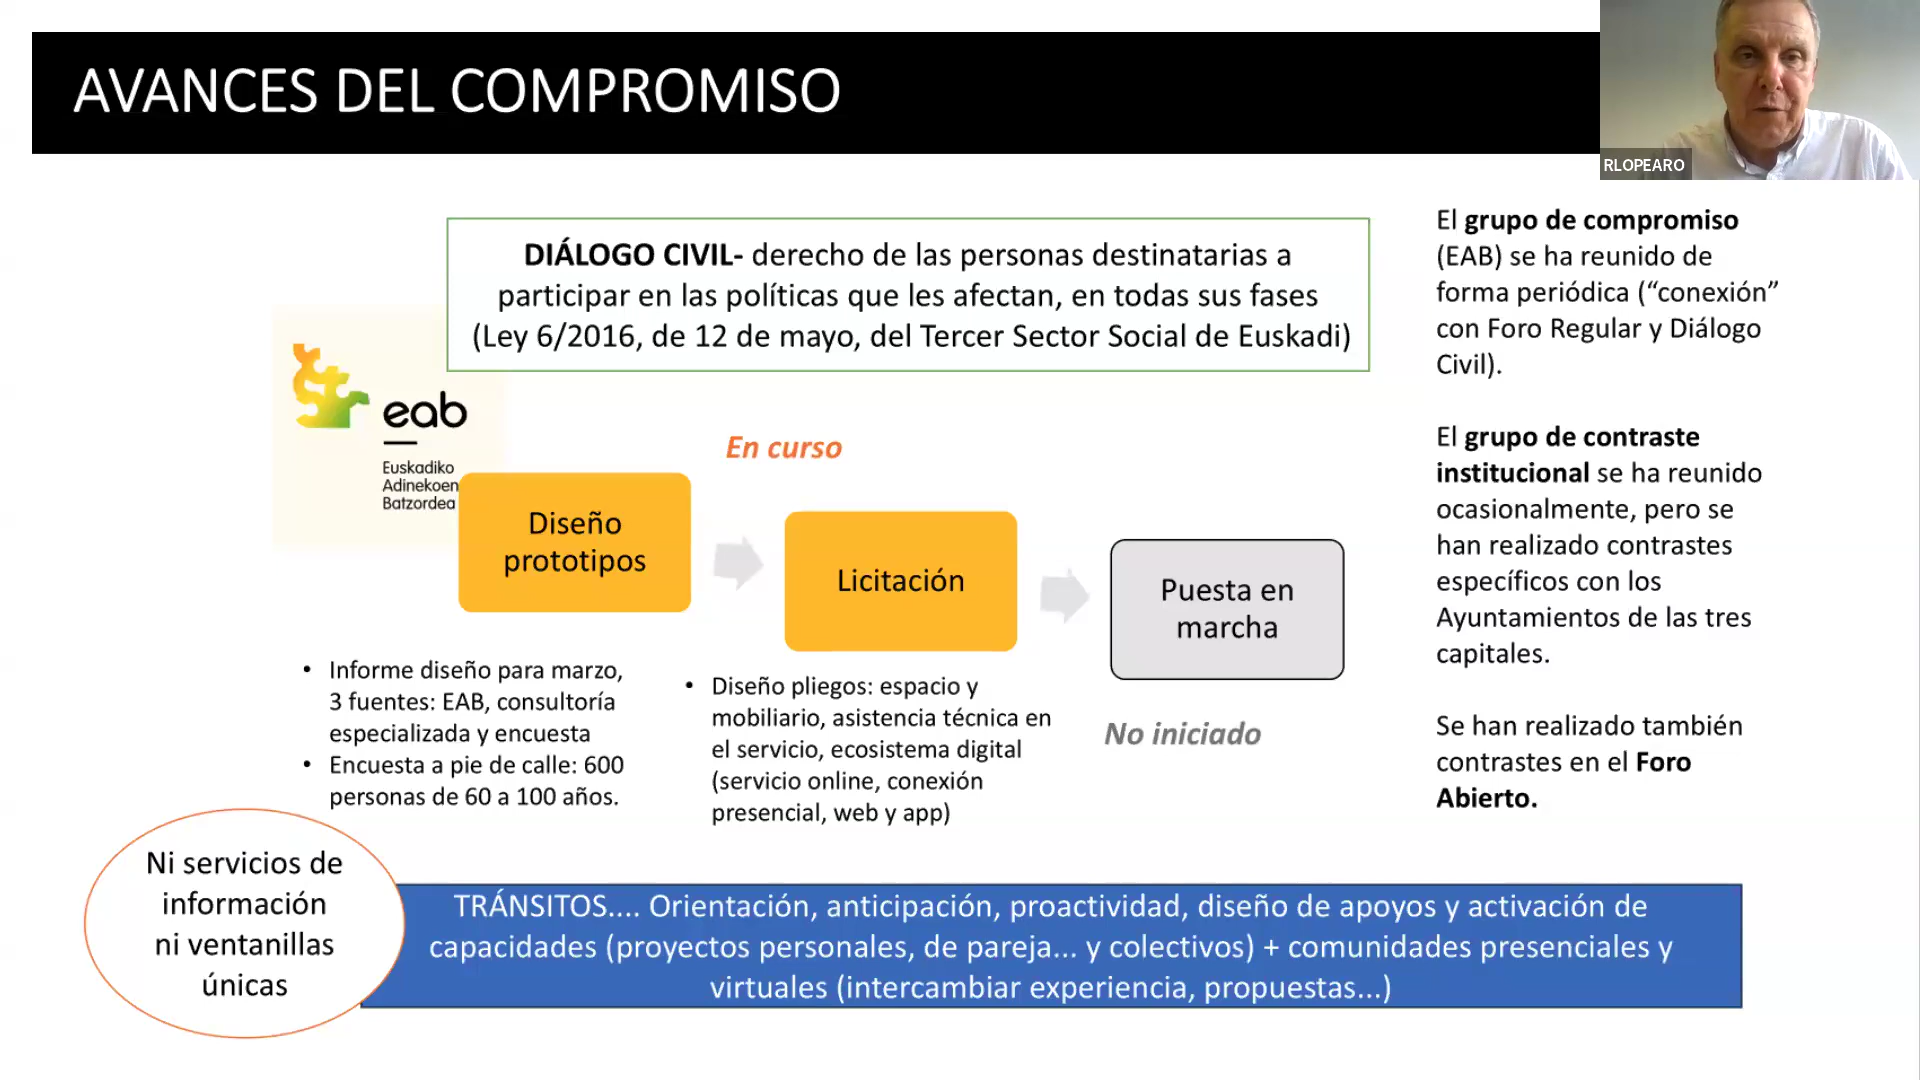 AVANCES DEL COMPROMISO
RLOPEARO
DIÁLOGO CIVIL- derecho de las personas destinatarias a
participar en las políticas que les afectan, en todas sus fases
(Ley 6/2016, de 12 de mayo, del Tercer Sector Social de Euskadi)
eab
Euskadiko
Adinekoen
Batzordea
En curso
Diseño
prototipos
Licitación
Puesta en
marcha
No iniciado
• Informe diseño para marzo,
3 fuentes: EAB, consultoría
especializada y encuesta
• Encuesta a pie de calle: 600
personas de 60 a 100 años.
• Diseño pliegos: espacio y
mobiliario, asistencia técnica en
el servicio, ecosistema digital
(servicio online, conexión
presencial, web y app)
El grupo de compromiso
(EAB) se ha reunido de
forma periódica (“conexión”
con Foro Regular y Diálogo
Civil).
El grupo de contraste
institucional se ha reunido
ocasionalmente, pero se
han realizado contrastes
específicos con los
Ayuntamientos de las tres
capitales.
Se han realizado también
contrastes en el Foro
Abierto.
Ni servicios de
información
ni ventanillas
únicas
TRÁNSITOS.... Orientación, anticipación, proactividad, diseño de apoyos y activación de
capacidades (proyectos personales, de pareja... y colectivos) + comunidades presenciales y
virtuales (intercambiar experiencia, propuestas...)